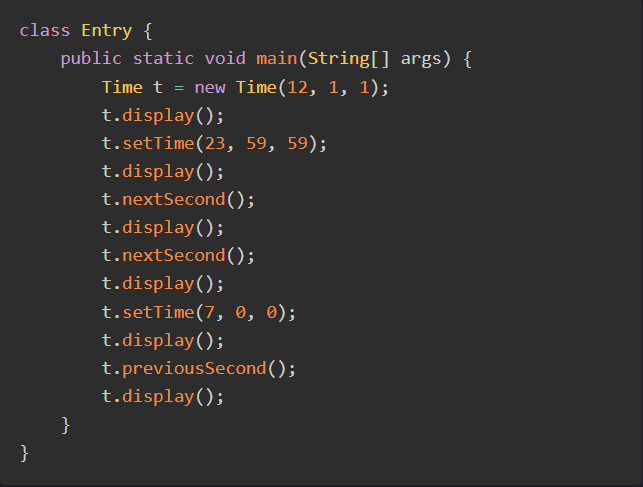 class Entry {
    public static void main(String[] args) {
        Time t = new Time(12, 1, 1);
        t.display();
        t.setTime(23, 59, 59);
        t.display();
        t.nextSecond();
        t.display();
        t.nextSecond();
        t.display();
        t.setTime(7, 0, 0);
        t.display();
        t.previousSecond();
        t.display();
    }
}